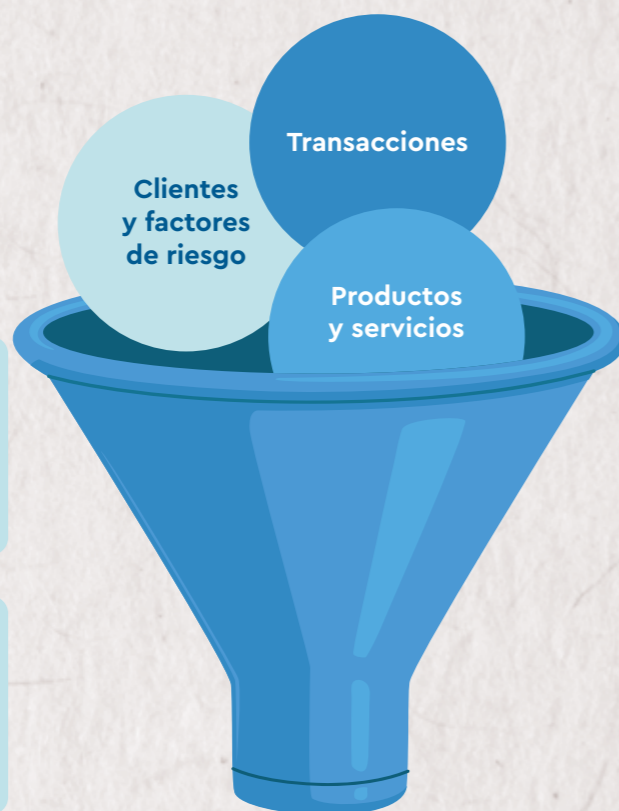 Transacciones
Clientes
y factores
de riesgo
Productos
y servicios